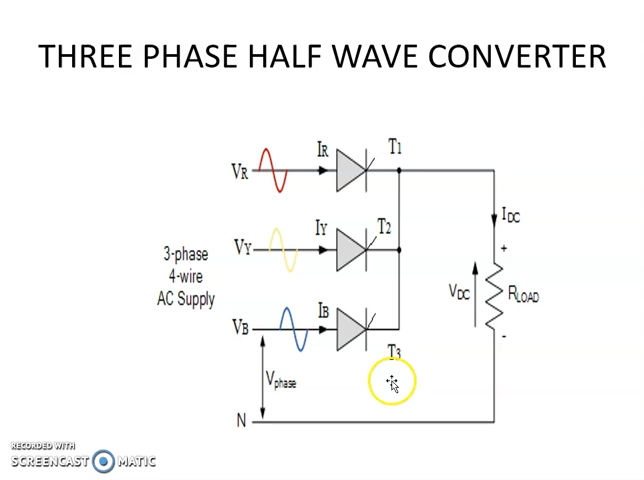 THREE PHASE HALF WAVE CONVERTER
IR
T1
VR
IDC
IY
T2
VY
+
3-phase
4-wire
AC Supply
VDC
RLOAD
IB
VB
-
T3
Vphase
N
RECORDED WITH
SCREENCAST MATIC